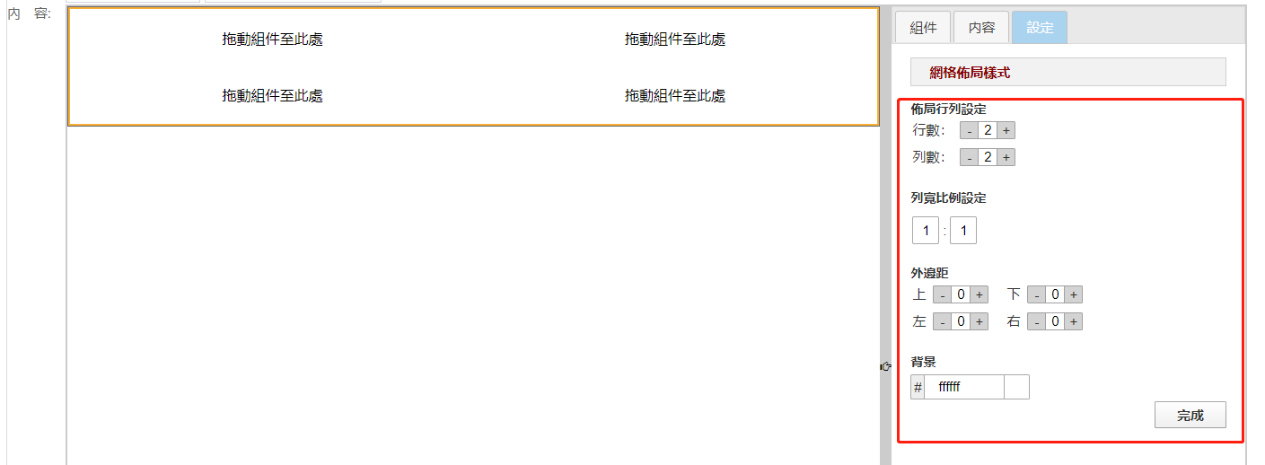 内 容:
拖動組件至此處 拖動組件至此處
拖動組件至此處 拖動組件至此處
組件 内容 設定
網格佈局樣式
佈局行列設定
行數: - 2 +
列數: - 2 +
列寬比例設定
1 : 1
外邊距
上 - 0 + 下 - 0 +
左 - 0 + 右 - 0 +
背景
# ffffff
完成